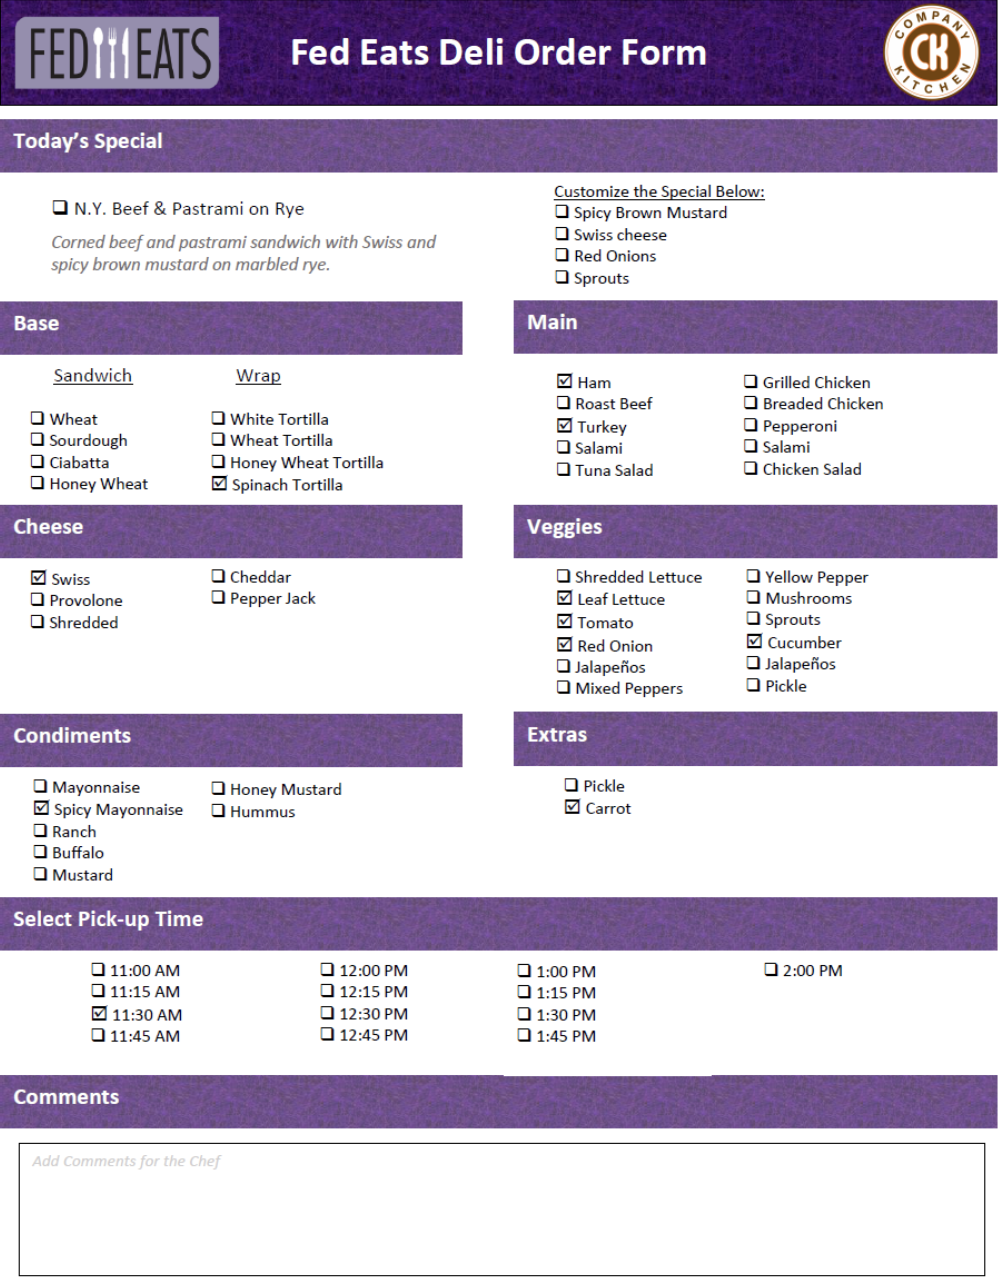 FED EATS
Fed Eats Deli Order Form
COMPANY KITCHEN
CK
Today's Special
☐ N.Y. Beef & Pastrami on Rye
Corned beef and pastrami sandwich with Swiss and
spicy brown mustard on marbled rye.
Customize the Special Below:
☐ Spicy Brown Mustard
☐ Swiss cheese
☐ Red Onions
☐ Sprouts
Base
Sandwich
☐ Wheat
☐ Sourdough
☐ Ciabatta
☐ Honey Wheat
Wrap
☐ White Tortilla
☐ Wheat Tortilla
☐ Honey Wheat Tortilla
☑ Spinach Tortilla
Main
☑ Ham
☐ Roast Beef
☑ Turkey
☐ Salami
☐ Tuna Salad
☐ Grilled Chicken
☐ Breaded Chicken
☐ Pepperoni
☐ Salami
☐ Chicken Salad
Cheese
☑ Swiss
☐ Provolone
☐ Shredded
☐ Cheddar
☐ Pepper Jack
Veggies
☐ Shredded Lettuce
☑ Leaf Lettuce
☑ Tomato
☑ Red Onion
☐ Jalapeños
☐ Mixed Peppers
☐ Yellow Pepper
☐ Mushrooms
☐ Sprouts
☑ Cucumber
☐ Jalapeños
☐ Pickle
Condiments
☐ Mayonnaise
☑ Spicy Mayonnaise
☐ Ranch
☐ Buffalo
☐ Mustard
☐ Honey Mustard
☐ Hummus
Extras
☐ Pickle
☑ Carrot
Select Pick-up Time
☐ 11:00 AM
☐ 11:15 AM
☑ 11:30 AM
☐ 11:45 AM
☐ 12:00 PM
☐ 12:15 PM
☐ 12:30 PM
☐ 12:45 PM
☐ 1:00 PM
☐ 1:15 PM
☐ 1:30 PM
☐ 1:45 PM
☐ 2:00 PM
Comments
Add Comments for the Chef